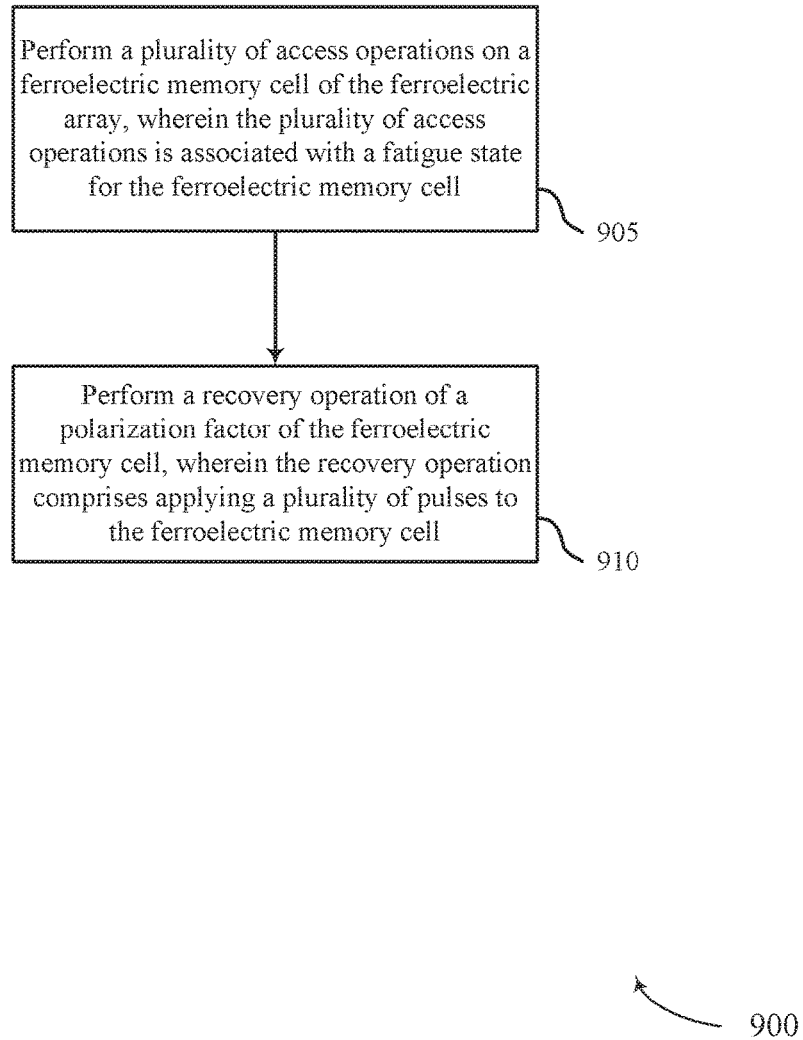 Perform a plurality of access operations on a
ferroelectric memory cell of the ferroelectric
array, wherein the plurality of access
operations is associated with a fatigue state
for the ferroelectric memory cell
905
Perform a recovery operation of a
polarization factor of the ferroelectric
memory cell, wherein the recovery operation
comprises applying a plurality of pulses to
the ferroelectric memory cell
910
900